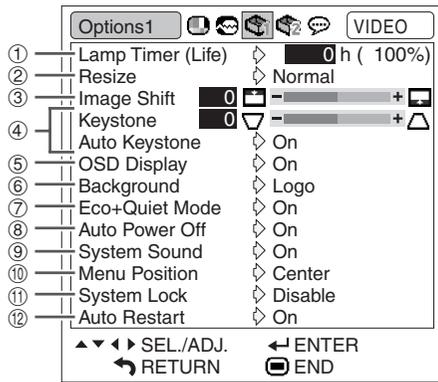 Options1 VIDEO
① Lamp Timer (Life) 0 h ( 100%)
② Resize Normal
③ Image Shift 0 - +
④ Keystone 0 - +
Auto Keystone On
⑤ OSD Display On
⑥ Background Logo
⑦ Eco+Quiet Mode On
⑧ Auto Power Off On
⑨ System Sound On
⑩ Menu Position Center
⑪ System Lock Disable
⑫ Auto Restart On
SEL./ADJ. ENTER
RETURN END